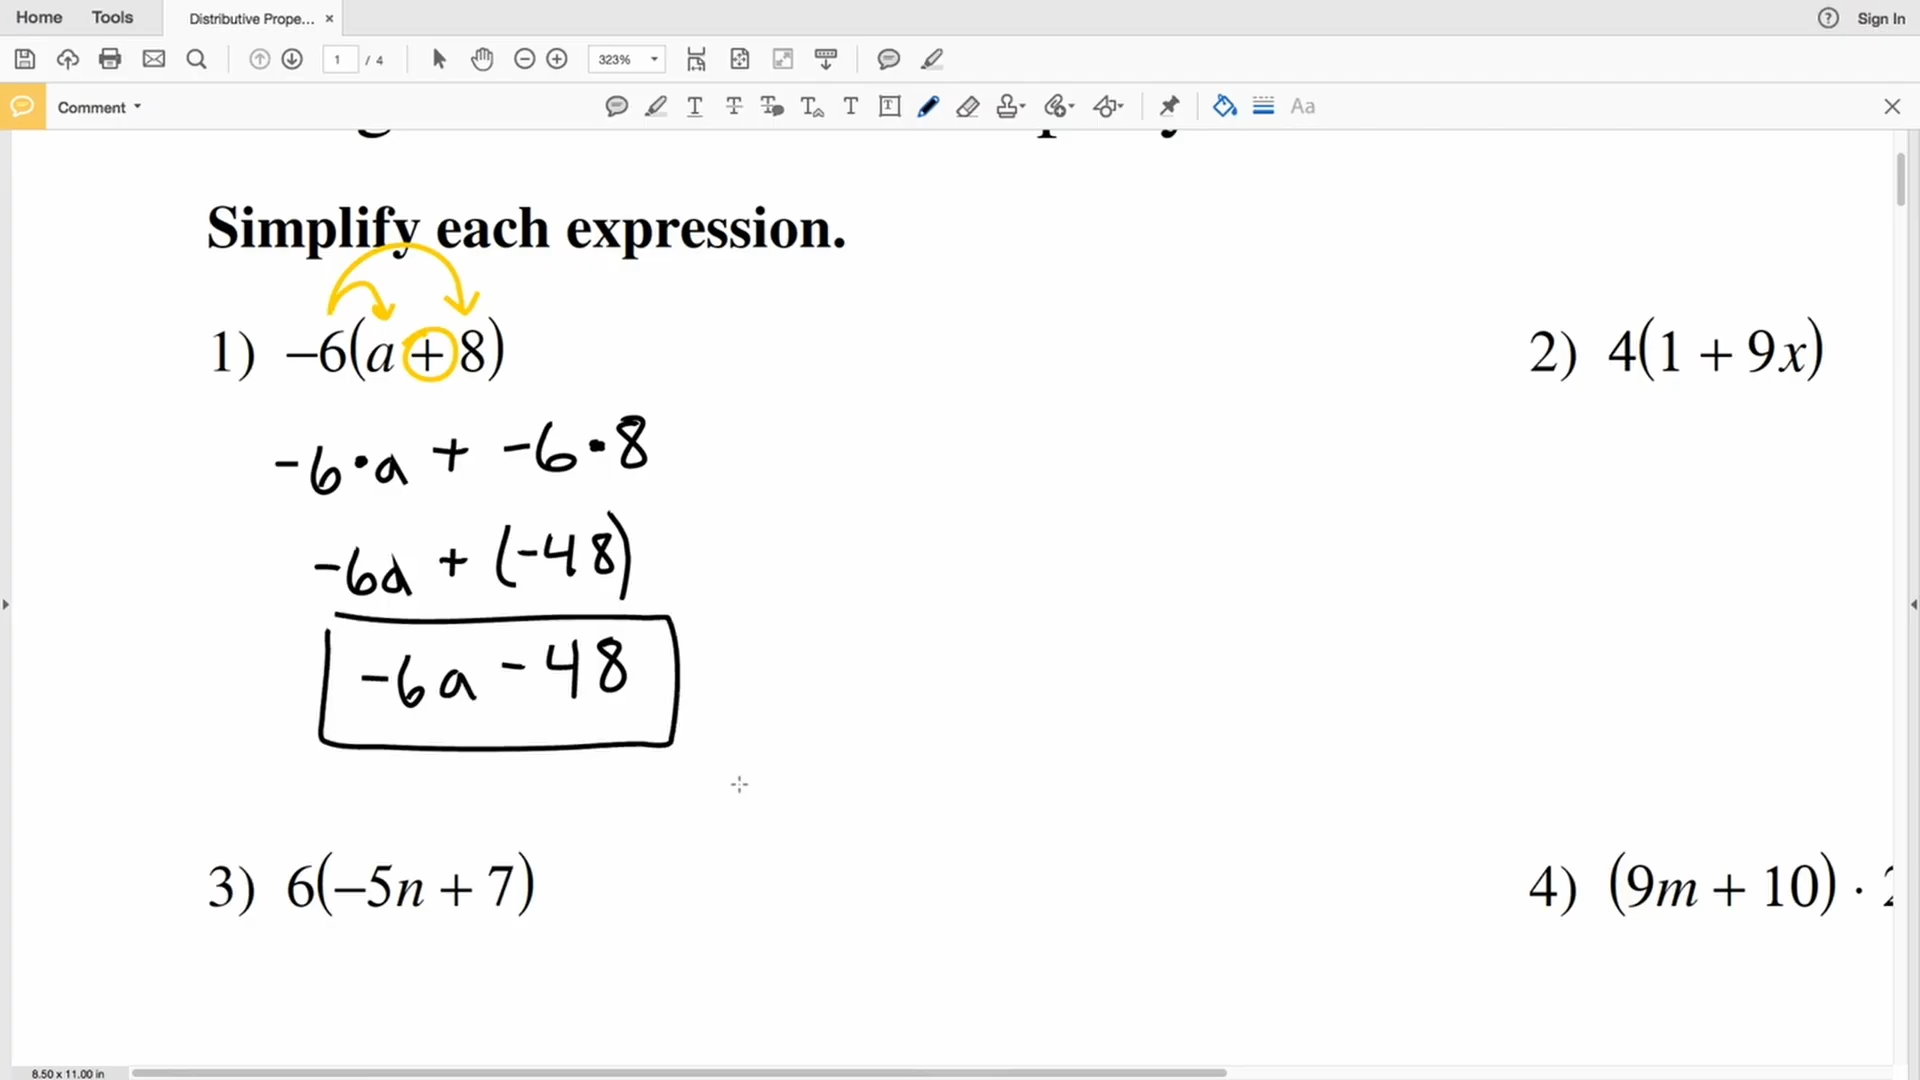 Home Tools Distributive Prope... × ? Sign In
1 / 4 323%
Comment T T T T T T Aa
Simplify each expression.
1) −6(a + 8)
2) 4(1 + 9x)
-6·a + -6·8
-6a + (-48)
-6a - 48
3) 6(−5n + 7)
4) (9m + 10) ·
8.50 x 11.00 in